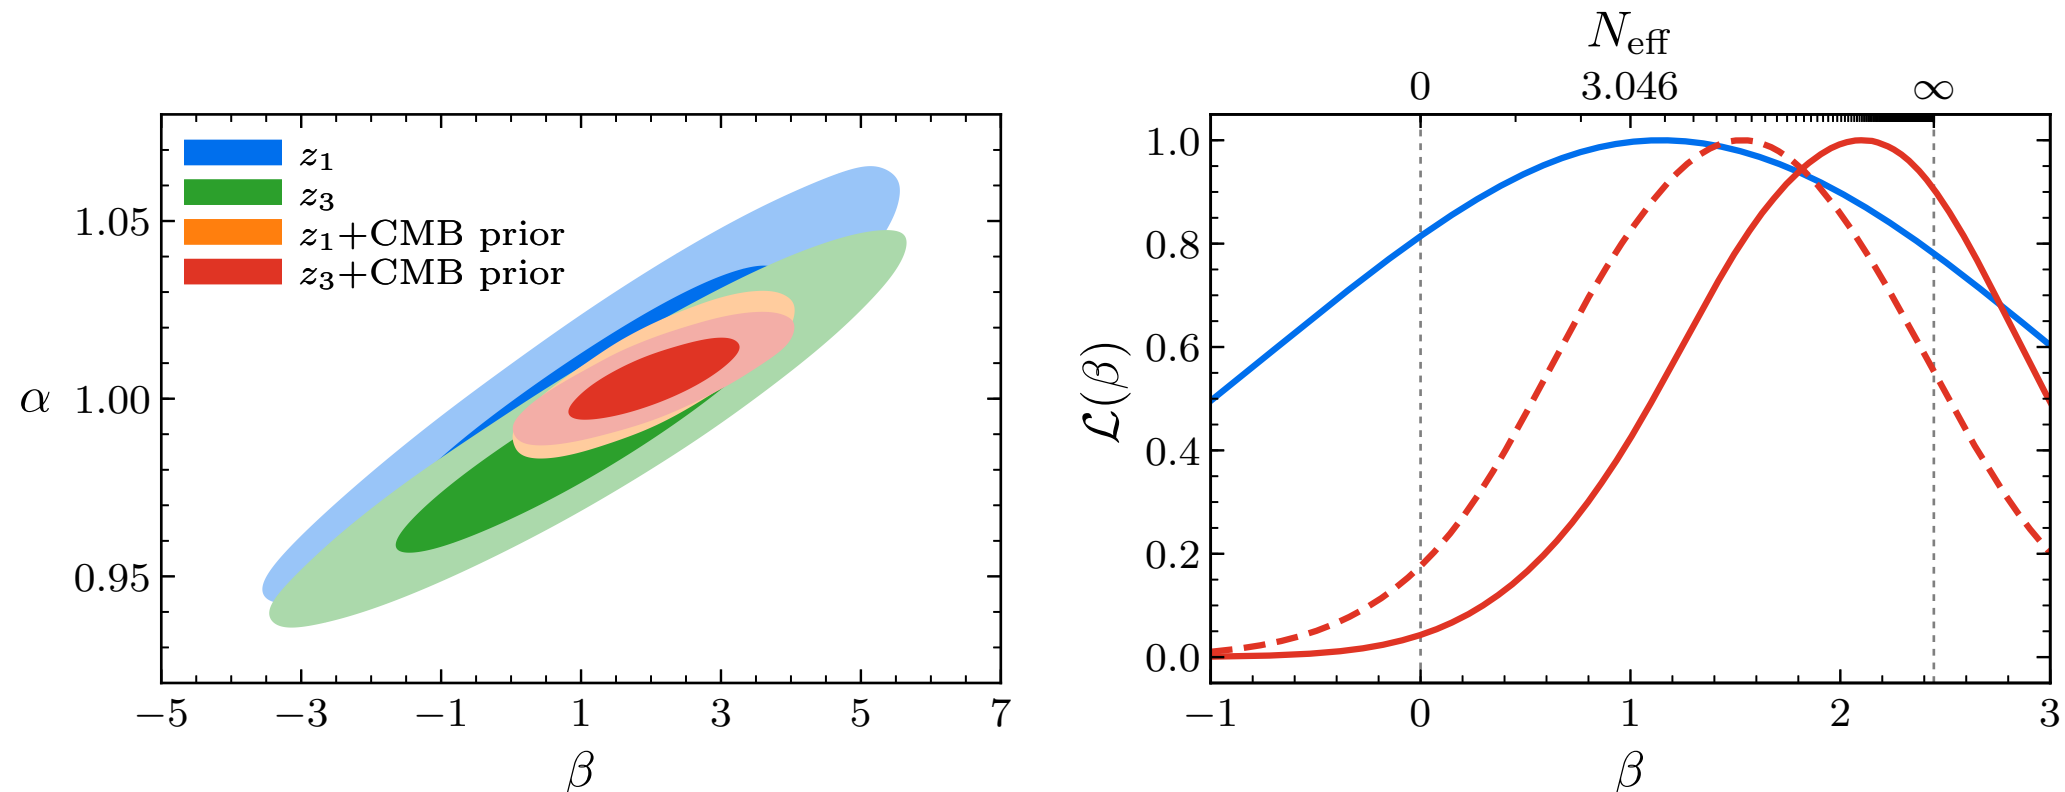 z₁
z₃
z₁+CMB prior
z₃+CMB prior
α
1.05
1.00
0.95
−5 −3 −1 1 3 5 7
β
N_eff
0 3.046 ∞
ℒ(β)
1.0
0.8
0.6
0.4
0.2
0.0
−1 0 1 2 3
β